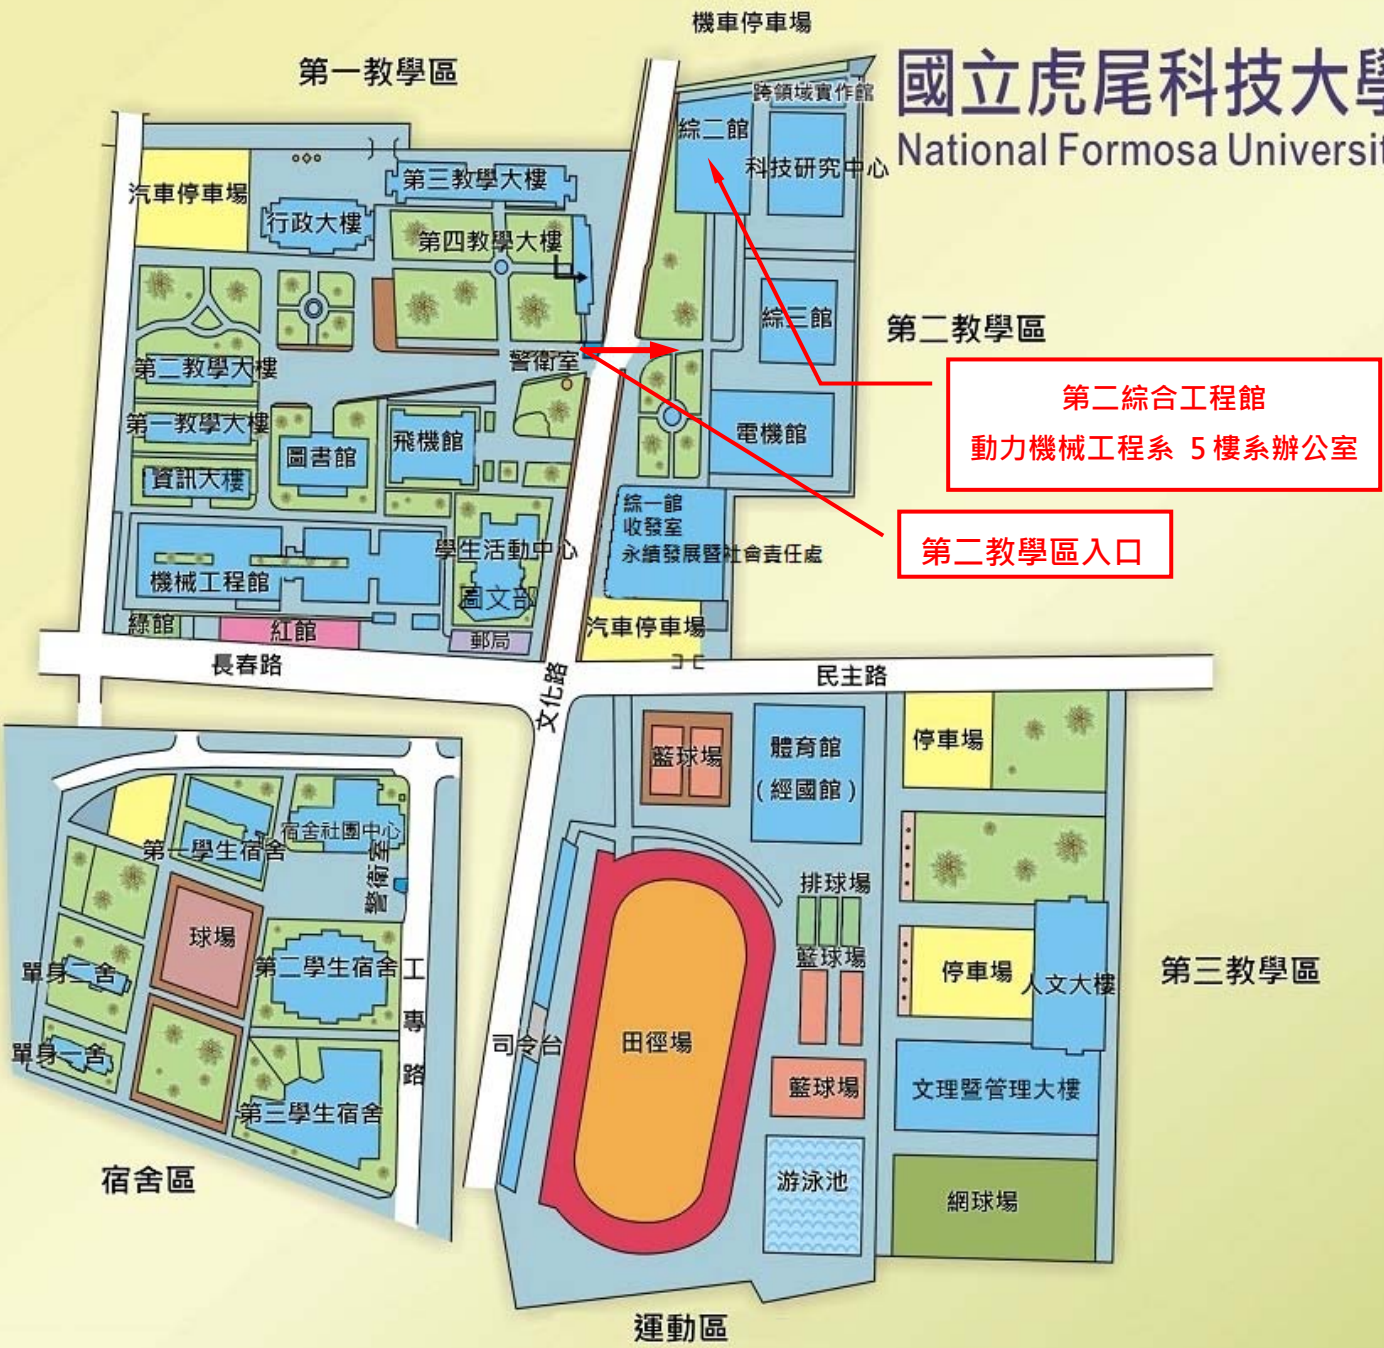 機車停車場
國立虎尾科技大學
National Formosa Universit
第一教學區
跨領域實作館
綜二館
科技研究中心
汽車停車場
第三教學大樓
行政大樓
第四教學大樓
綜三館
第二教學區
警衛室
第二教學大樓
第二綜合工程館
動力機械工程系 5樓系辦公室
第一教學大樓
圖書館
飛機館
電機館
資訊大樓
綜一館
收發室
永續發展暨社會責任處
第二教學區入口
學生活動中心
機械工程館
圖文部
綠館
紅館
郵局
汽車停車場
長春路
文化路
民主路
籃球場
體育館
(經國館)
停車場
宿舍社團中心
第一學生宿舍
警衛室
排球場
球場
籃球場
單身二舍
第二學生宿舍
工專路
停車場
人文大樓
第三教學區
單身一舍
司令台
田徑場
籃球場
文理暨管理大樓
第三學生宿舍
宿舍區
游泳池
網球場
運動區